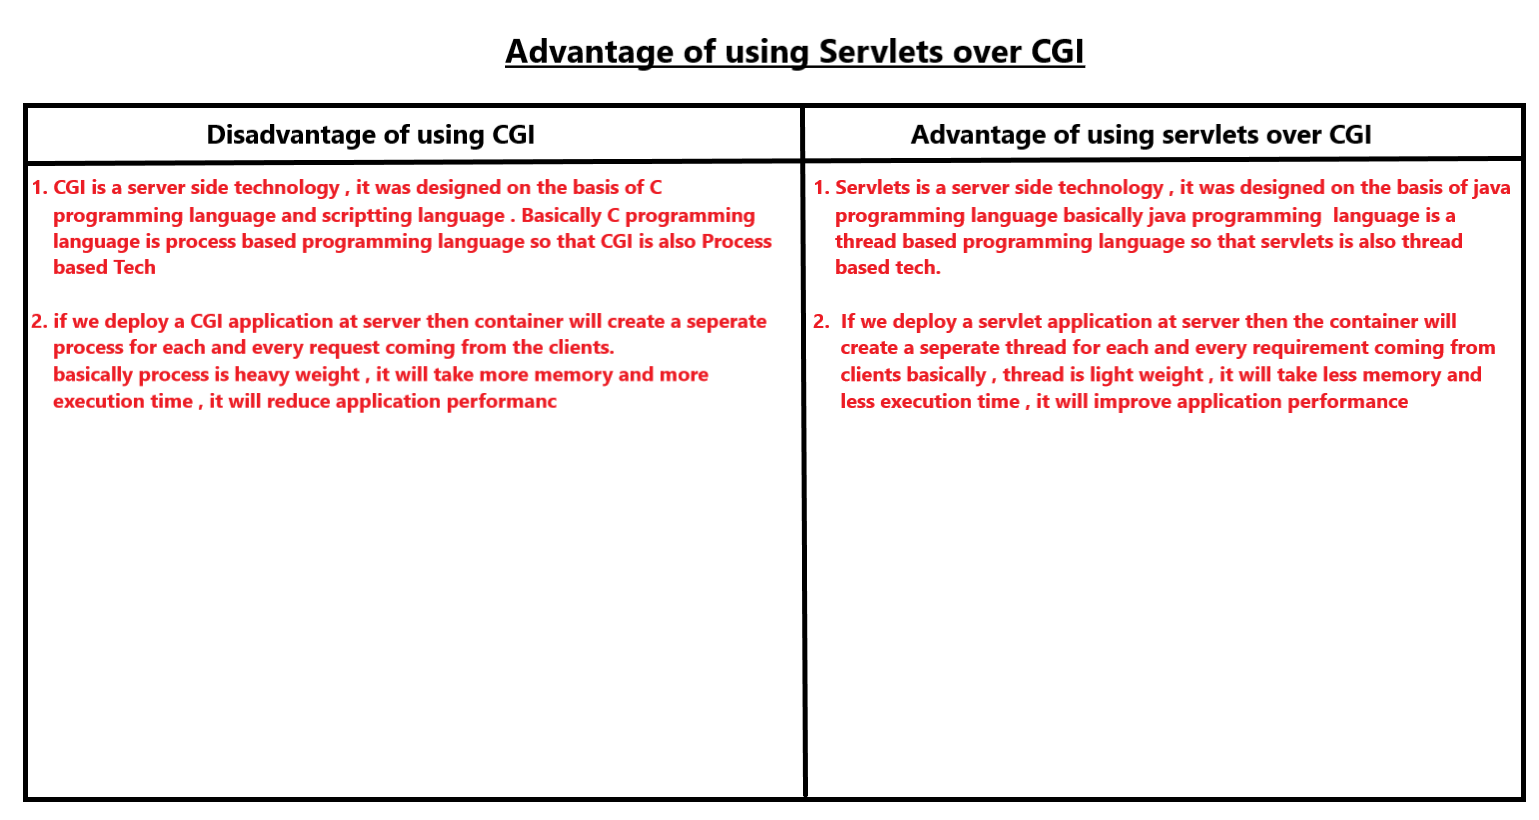 Advantage of using Servlets over CGI
Disadvantage of using CGI
1. CGI is a server side technology , it was designed on the basis of C
programming language and scriptting language . Basically C programming
language is process based programming language so that CGI is also Process
based Tech
2. if we deploy a CGI application at server then container will create a seperate
process for each and every request coming from the clients.
basically process is heavy weight , it will take more memory and more
execution time , it will reduce application performanc
Advantage of using servlets over CGI
1. Servlets is a server side technology , it was designed on the basis of java
programming language basically java programming language is a
thread based programming language so that servlets is also thread
based tech.
2. If we deploy a servlet application at server then the container will
create a seperate thread for each and every requirement coming from
clients basically , thread is light weight , it will take less memory and
less execution time , it will improve application performance